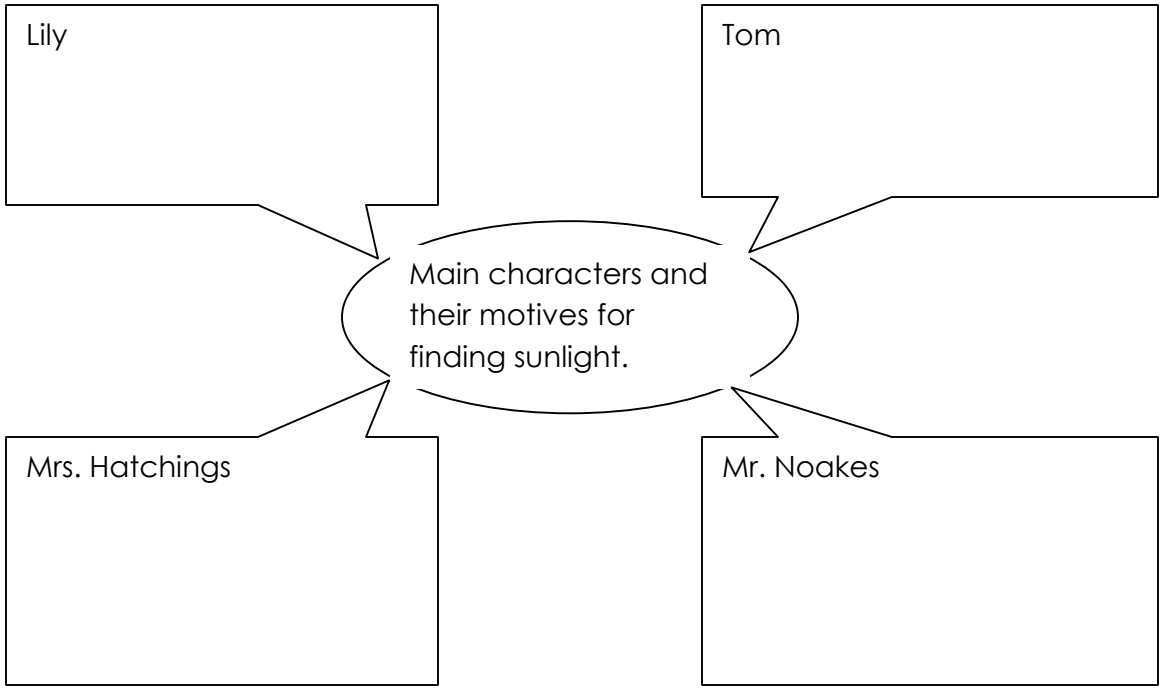 Lily
Tom
Main characters and
their motives for
finding sunlight.
Mrs. Hatchings
Mr. Noakes